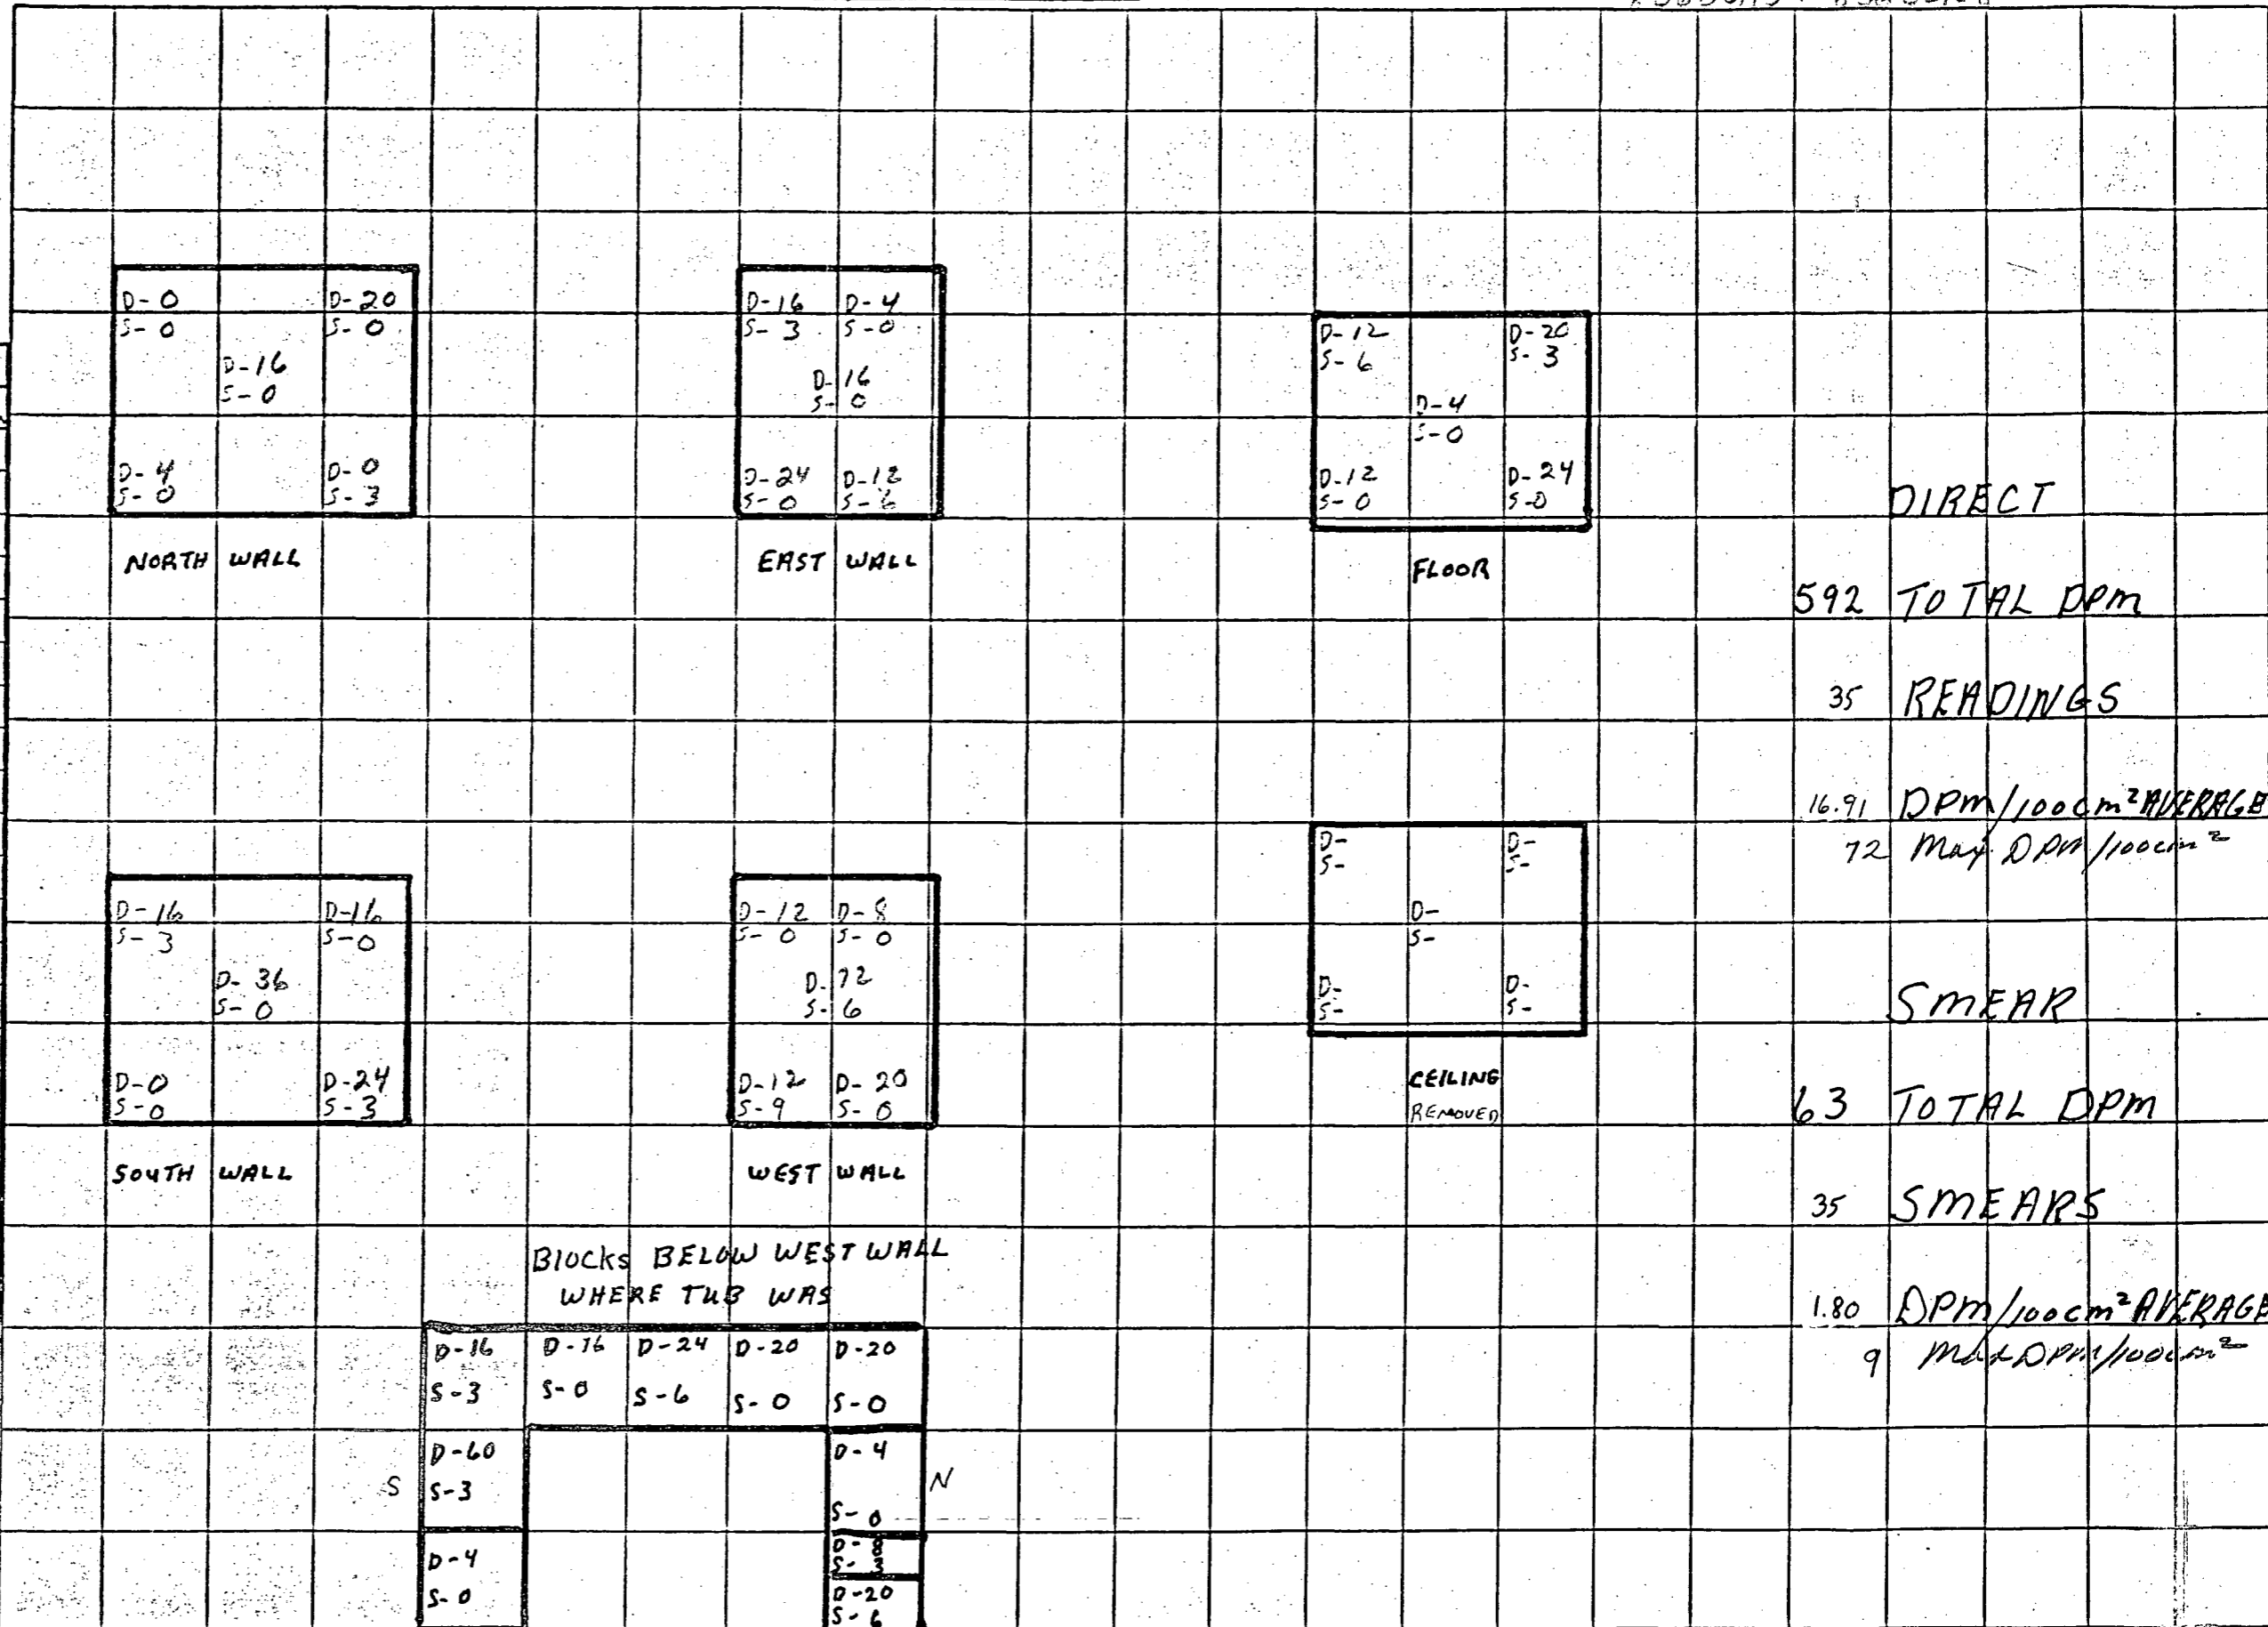 D-0 D-20
S-0 S-0
D-16
S-0
D-4 D-0
S-0 S-3
NORTH WALL
D-16 D-4
S-3 S-0
D-16
S-0
D-24 D-12
S-0 S-6
EAST WALL
D-12 D-20
S-6 S-3
D-4
S-0
D-12 D-24
S-0 S-0
FLOOR
DIRECT
592 TOTAL DPM
35 READINGS
16.91 DPM/100cm² AVERAGE
72 Max DPM/100cm²
D-16 D-16
S-3 S-0
D-36
S-0
D-0 D-24
S-0 S-3
SOUTH WALL
D-12 D-8
S-0 S-0
D-72
S-6
D-12 D-20
S-9 S-0
WEST WALL
D- D-
S- S-
D-
S-
D- D-
S- S-
CEILING
REMOVED
SMEAR
63 TOTAL DPM
35 SMEARS
1.80 DPM/100cm² AVERAGE
9 Max DPM/100cm²
BLOCKS BELOW WEST WALL
WHERE TUB WAS
D-16 D-16 D-24 D-20 D-20
S-3 S-0 S-6 S-0 S-0
D-60 D-4
S N
S-3 S-0
D-8
S-3
D-4
S-0
D-20
S-6